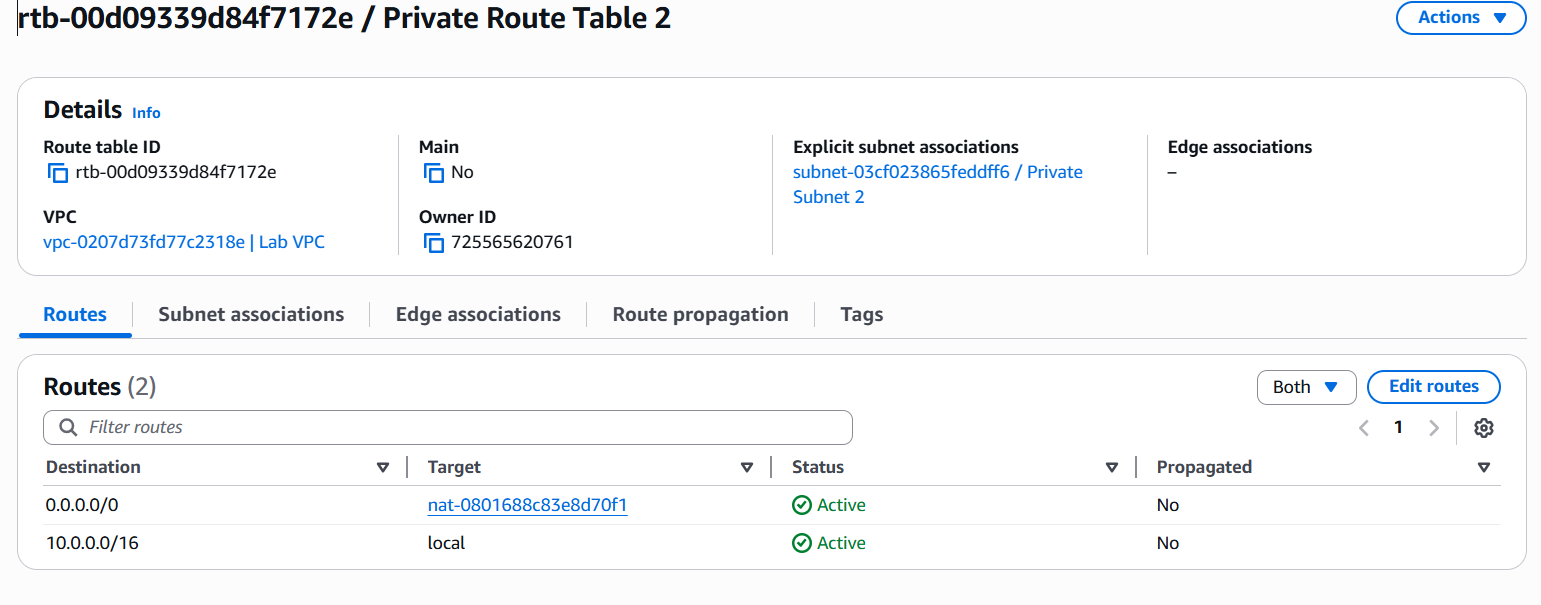 rtb-00d09339d84f7172e / Private Route Table 2
Actions
Details Info
Route table ID
rtb-00d09339d84f7172e
Main
No
Explicit subnet associations
subnet-03cf023865feddff6 / Private
Subnet 2
Edge associations
–
VPC
vpc-0207d73fd77c2318e | Lab VPC
Owner ID
725565620761
Routes Subnet associations Edge associations Route propagation Tags
Routes (2)
Both Edit routes
Filter routes
1
Destination Target Status Propagated
0.0.0.0/0 nat-0801688c83e8d70f1 Active No
10.0.0.0/16 local Active No